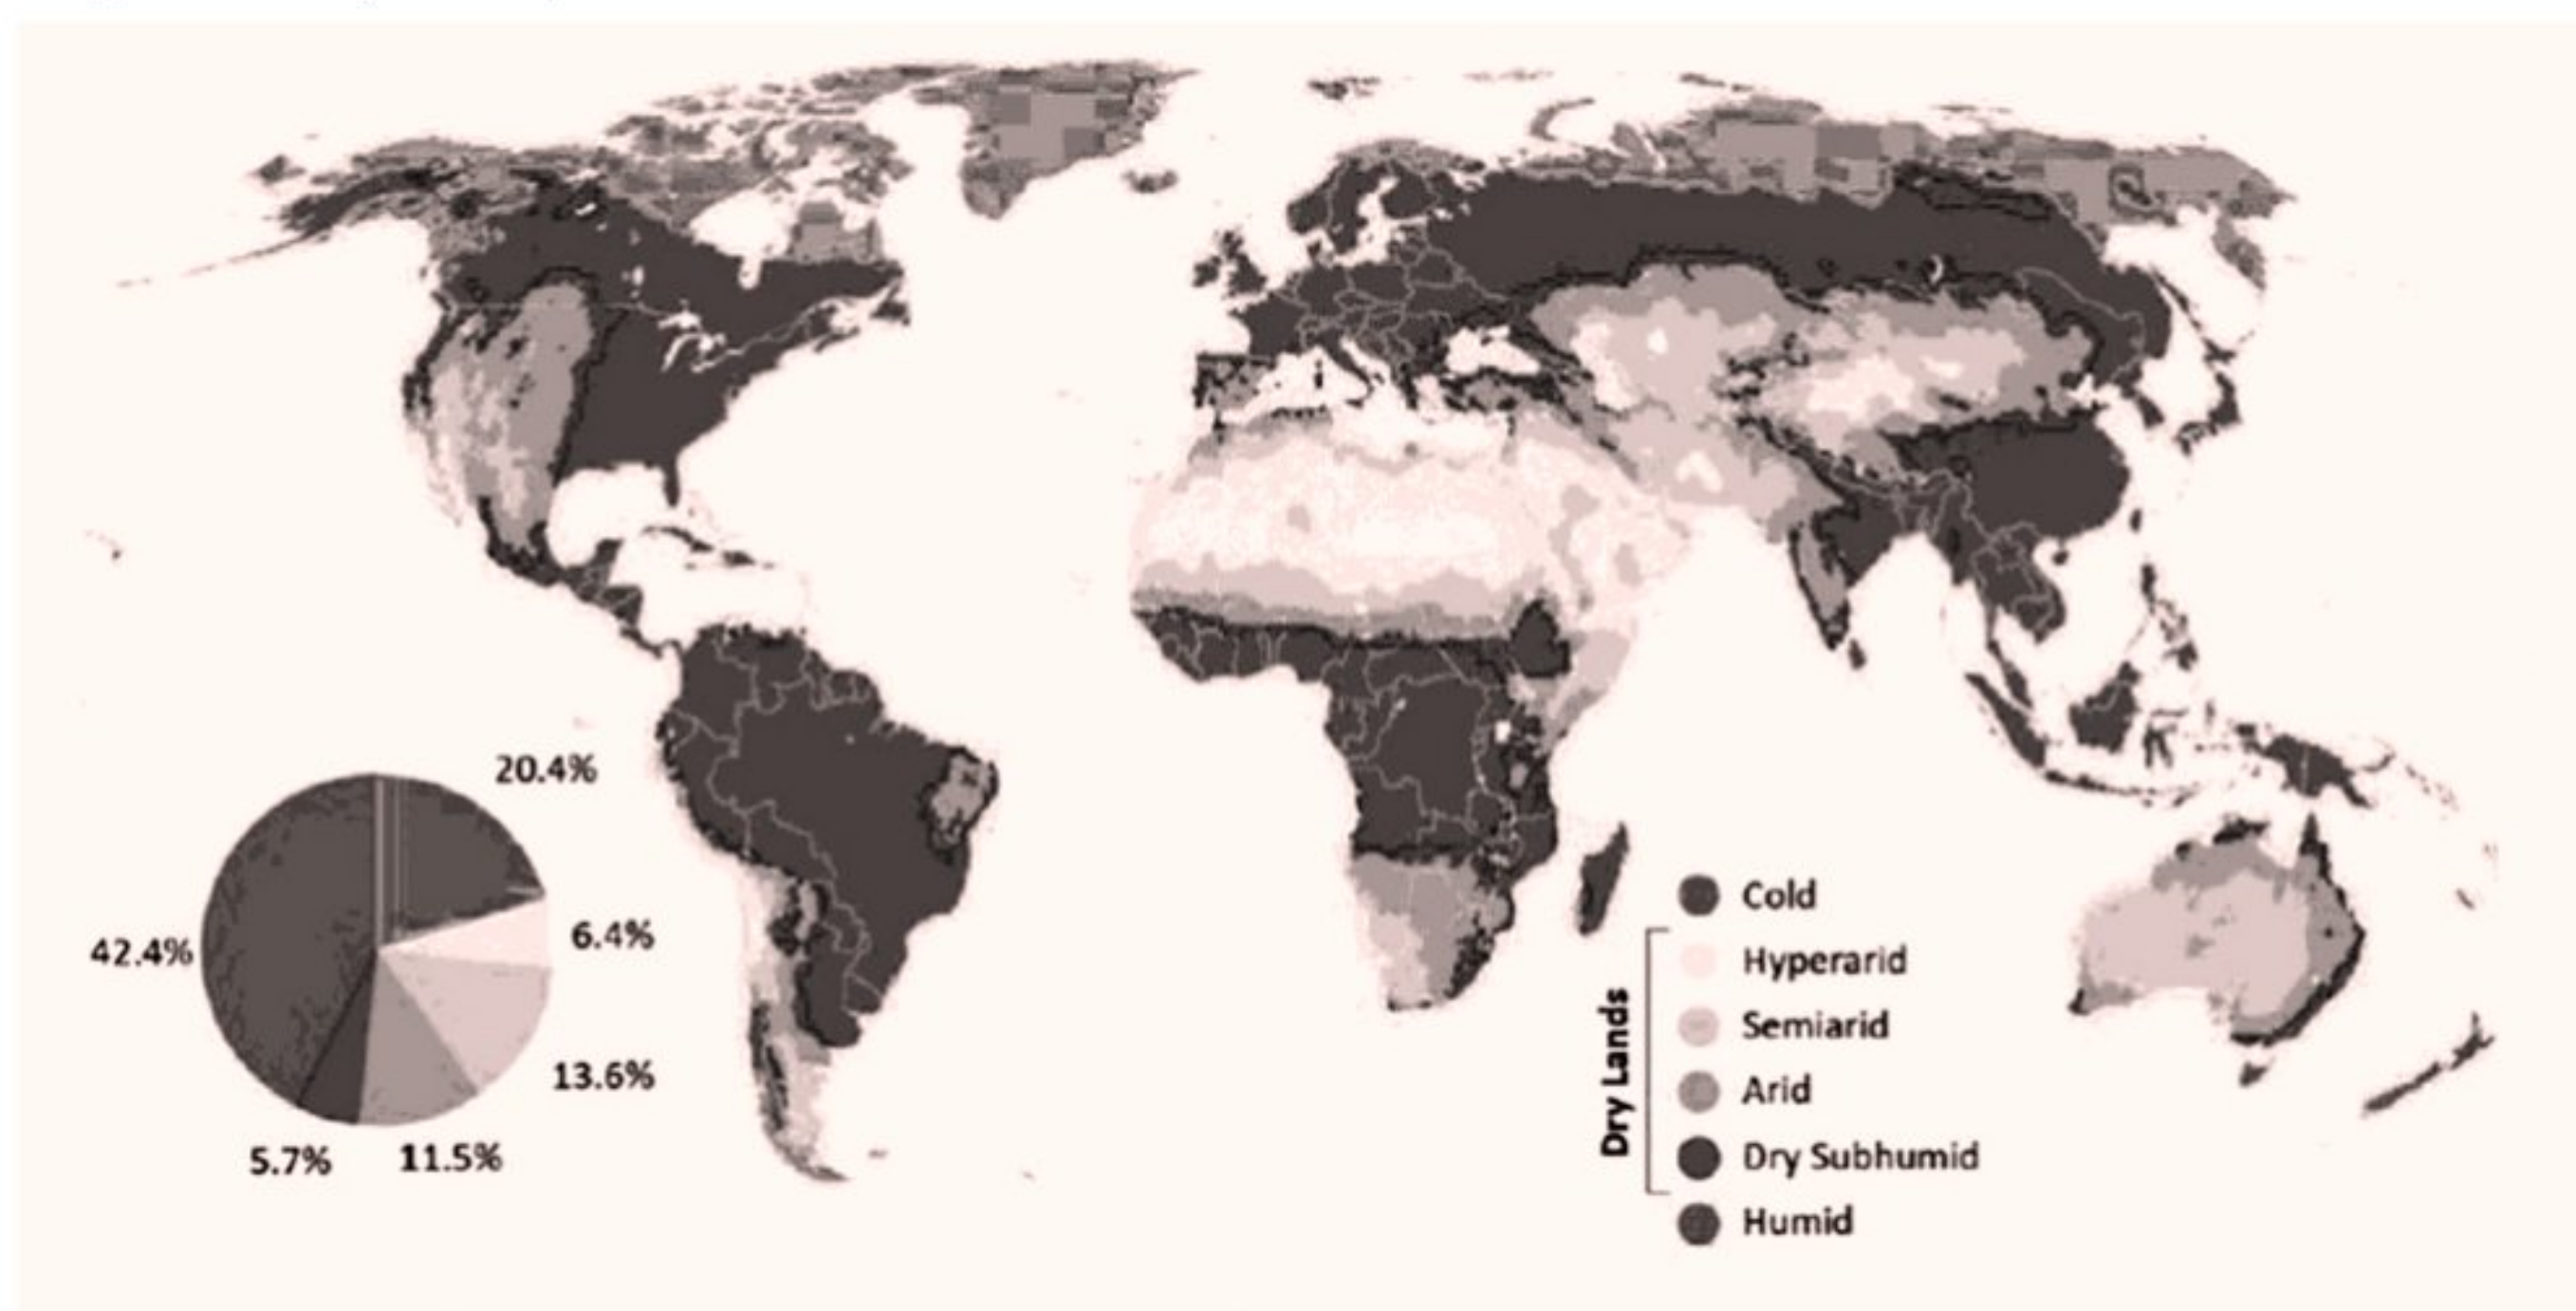 20.4%
6.4%
42.4%
13.6%
5.7%
11.5%
Cold
Hyperarid
Semiarid
Arid
Dry Subhumid
Humid
Dry Lands